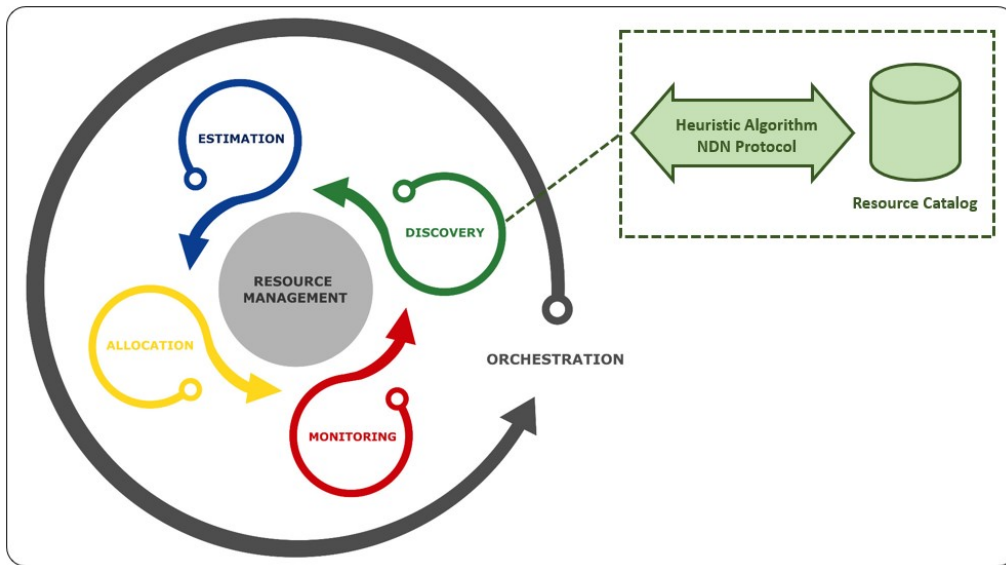 ESTIMATION
DISCOVERY
RESOURCE
MANAGEMENT
ALLOCATION
MONITORING
ORCHESTRATION
Heuristic Algorithm
NDN Protocol
Resource Catalog